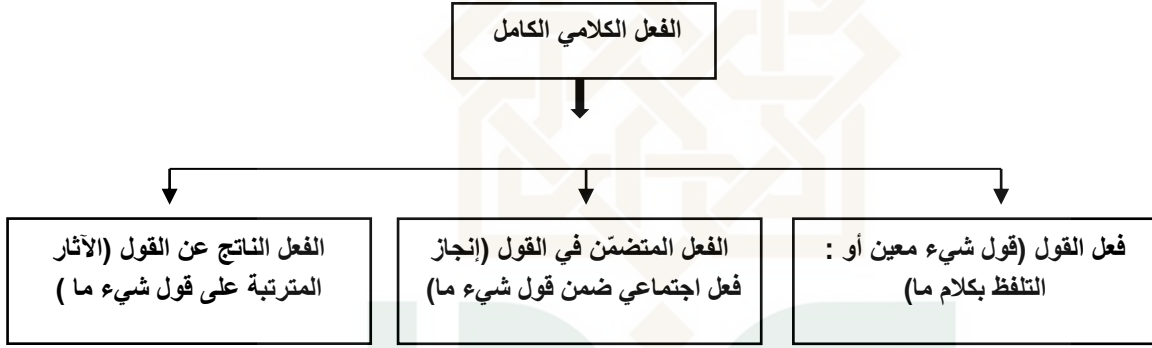 الفعل الكلامي الكامل
فعل القول (قول شيء معين أو :
التلفظ بكلام ما)
الفعل المتضمّن في القول (إنجاز
فعل اجتماعي ضمن قول شيء ما)
الفعل الناتج عن القول (الآثار
المترتبة على قول شيء ما )